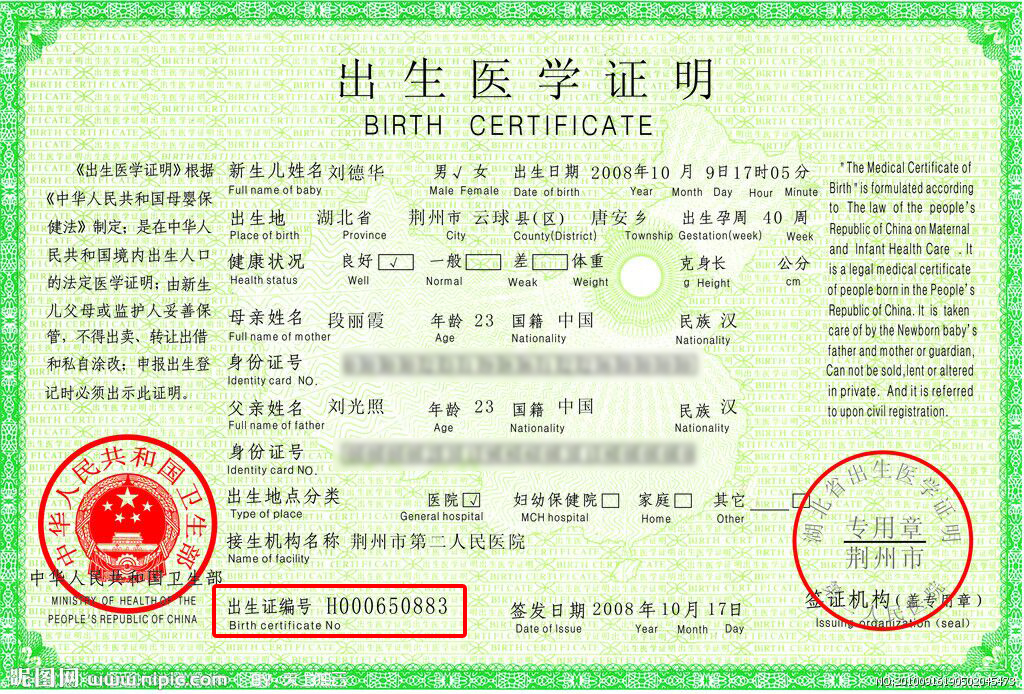 出生医学证明
BIRTH CERTIFICATE
《出生医学证明》根据
《中华人民共和国母婴保
健法》制定；是在中华人
民共和国境内出生人口
的法定医学证明；由新生
儿父母或监护人妥善保
管，不得出卖、转让出借
和私自涂改；申报出生登
记时必须出示此证明。
新生儿姓名 刘德华 男√ 女 出生日期 2008年10月 9日17时05分
Full name of baby Male Female Date of birth Year Month Day Hour Minute
出生地 湖北省 荆州市 云球县(区) 唐安乡 出生孕周 40 周
Place of birth Province City County(District) Township Gestation(week) Week
健康状况 良好 √ 一般 差 体重 克身长 公分
Health status Well Normal Weak Weight g Height cm
母亲姓名 段丽霞 年龄 23 国籍 中国 民族 汉
Full name of mother Age Nationality Nationality
身份证号
Identity card NO.
父亲姓名 刘光照 年龄 23 国籍 中国 民族 汉
Full name of father Age Nationality Nationality
身份证号
Identity card NO.
出生地点分类 医院 √ 妇幼保健院 家庭 其它
Type of place General hospital MCH hospital Home Other
接生机构名称 荆州市第二人民医院
Name of facility
出生证编号 H000650883 签发日期 2008年10月17日
Birth certificate No Date of Issue Year Month Day
"The Medical Certificate of
Birth" is formulated according
to The law of the people's
Republic of China on Maternal
and Infant Health Care . It
is a legal medical certificate
of people born in the People's
Republic of China. It is taken
care of by the Newborn baby's
father and mother or guardian,
Can not be sold,lent or altered
in private. And it is referred
to upon civil registration.
中华人民共和国卫生部
中华人民共和国卫生部
MINISTRY OF HEALTH OF THE
PEOPLE'S REPUBLIC OF CHINA
湖北省出生医学证明
专用章
荆州市
签证机构(盖专用章)
Issuing organization (seal)
昵图网 www.nipic.com
NO:20100916190502045473